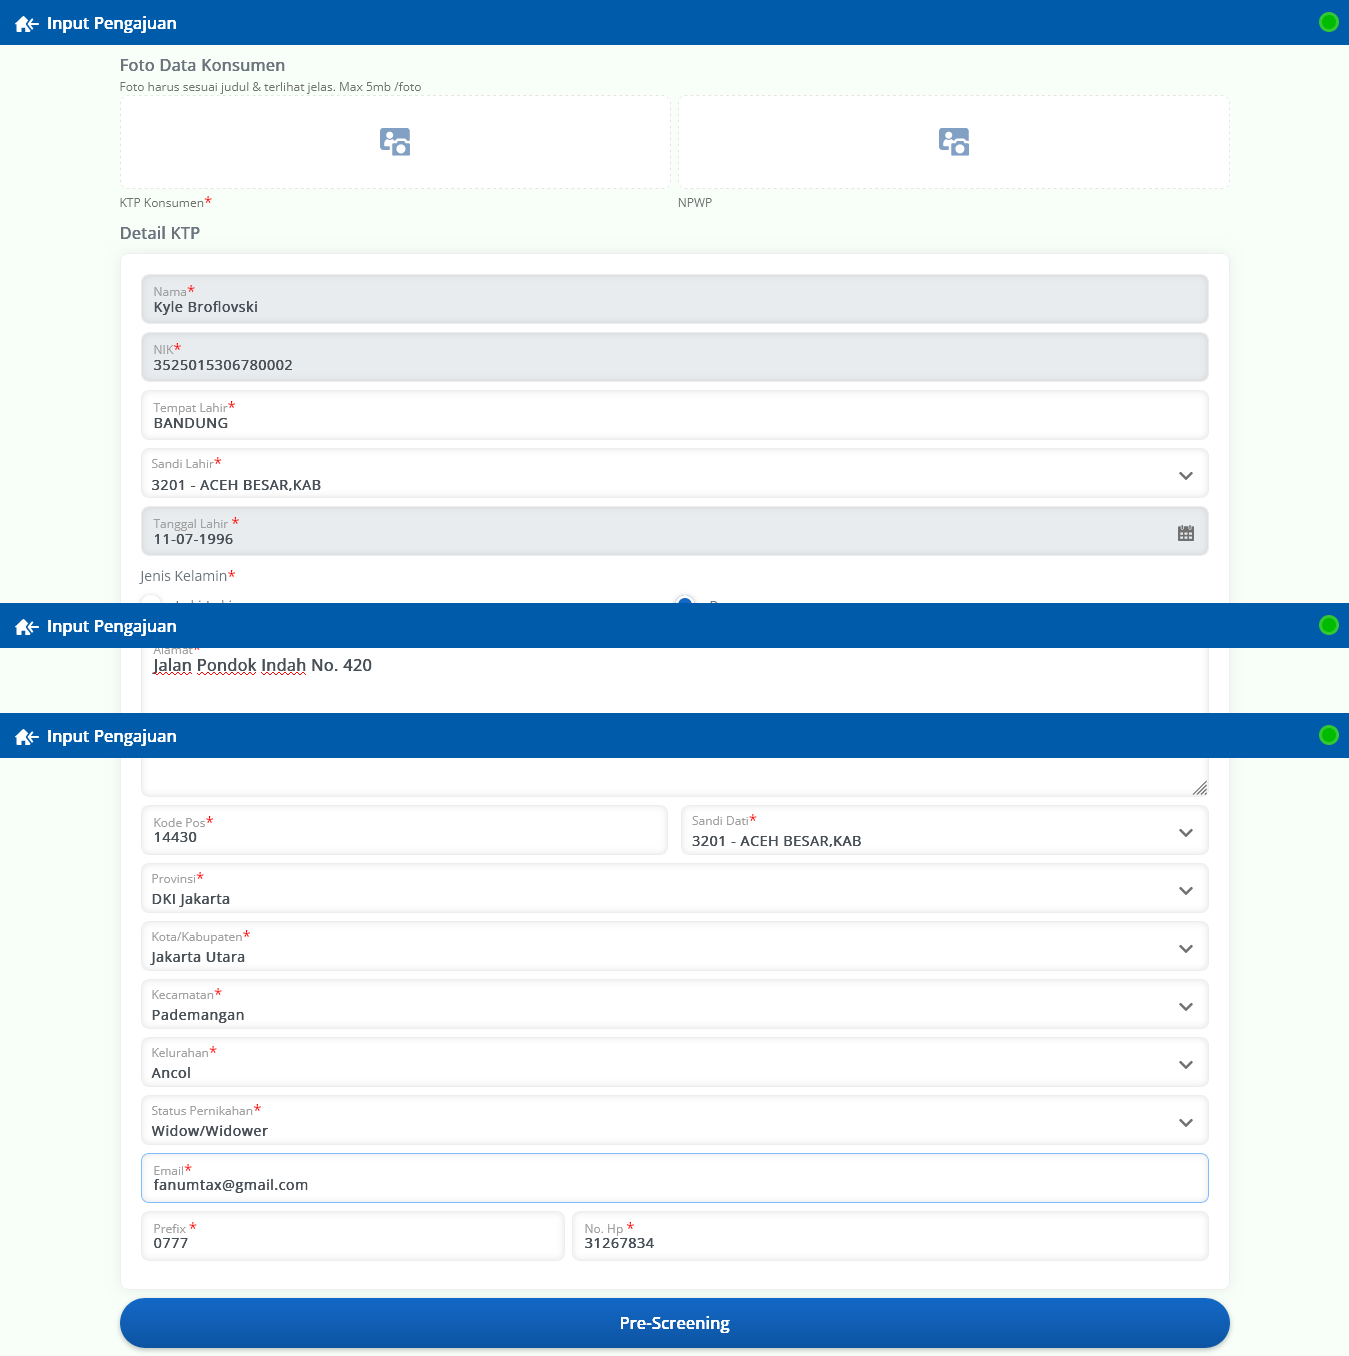 Input Pengajuan
Foto Data Konsumen
Foto harus sesuai judul & terlihat jelas. Max 5mb /foto
KTP Konsumen*
NPWP
Detail KTP
Nama*
Kyle Broflovski
NIK*
3525015306780002
Tempat Lahir*
BANDUNG
Sandi Lahir*
3201 - ACEH BESAR,KAB
Tanggal Lahir *
11-07-1996
Jenis Kelamin*
Input Pengajuan
Alamat*
Jalan Pondok Indah No. 420
Input Pengajuan
Kode Pos*
14430
Sandi Dati*
3201 - ACEH BESAR,KAB
Provinsi*
DKI Jakarta
Kota/Kabupaten*
Jakarta Utara
Kecamatan*
Pademangan
Kelurahan*
Ancol
Status Pernikahan*
Widow/Widower
Email*
fanumtax@gmail.com
Prefix *
0777
No. Hp *
31267834
Pre-Screening